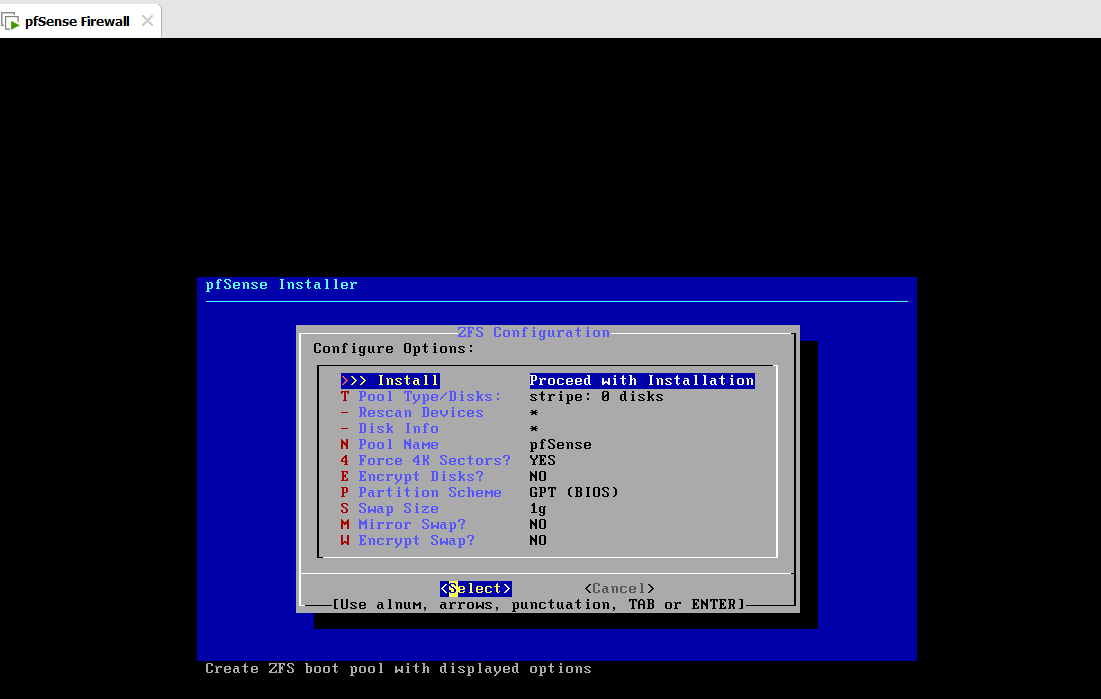 pfSense Firewall
pfSense Installer
ZFS Configuration
Configure Options:
>>> Install Proceed with Installation
T Pool Type/Disks: stripe: 0 disks
- Rescan Devices *
- Disk Info *
N Pool Name pfSense
4 Force 4K Sectors? YES
E Encrypt Disks? NO
P Partition Scheme GPT (BIOS)
S Swap Size 1g
M Mirror Swap? NO
W Encrypt Swap? NO
<Select> <Cancel>
[Use alnum, arrows, punctuation, TAB or ENTER]
Create ZFS boot pool with displayed options